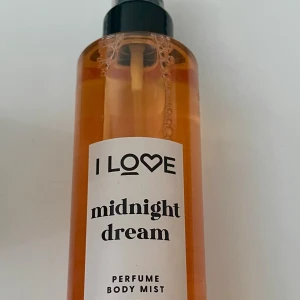 I LOVE
midnight
dream
PERFUME
BODY MIST